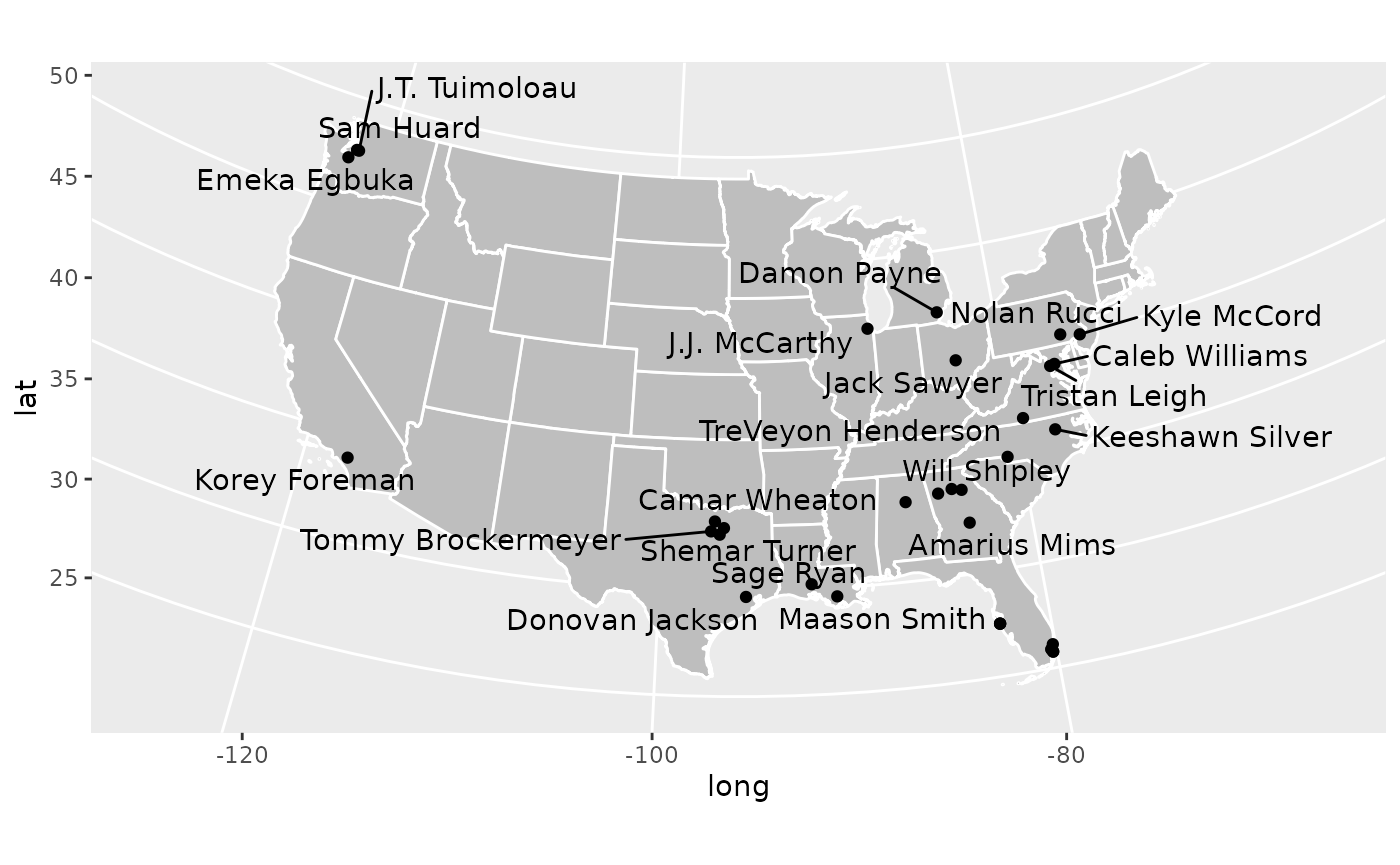 50
J.T. Tuimoloau
Sam Huard
45
Emeka Egbuka
40
Damon Payne
Nolan Rucci
Kyle McCord
J.J. McCarthy
Caleb Williams
35
Jack Sawyer
Tristan Leigh
lat
TreVeyon Henderson
Keeshawn Silver
Will Shipley
30
Korey Foreman
Camar Wheaton
Tommy Brockermeyer
Amarius Mims
Shemar Turner
25
Sage Ryan
Donovan Jackson
Maason Smith
-120
-100
-80
long